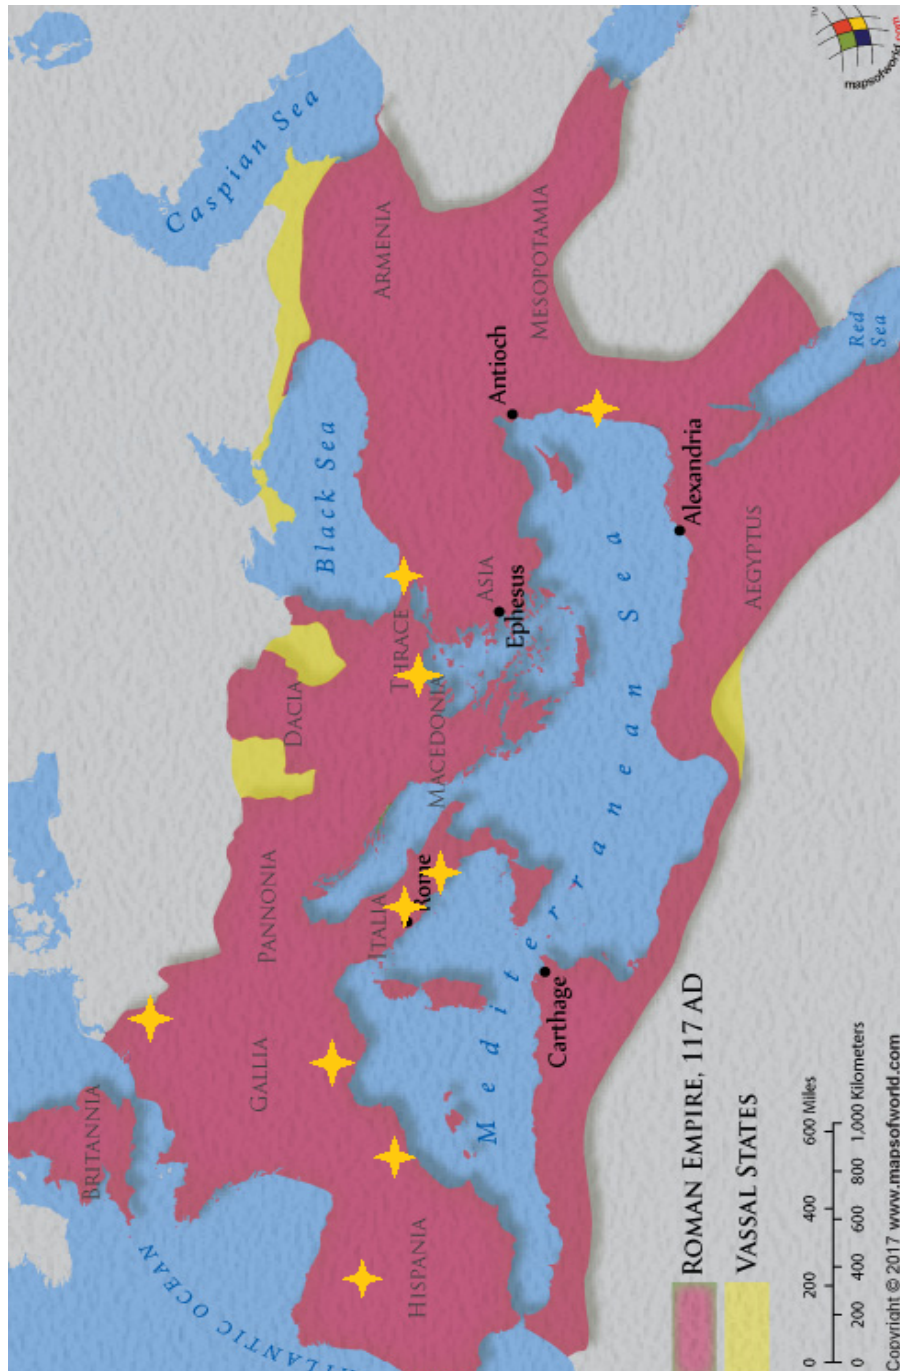 BRITANNIA
ATLANTIC OCEAN
GALLIA
HISPANIA
PANNONIA
ITALIA
Rome
DACIA
THRACE
MACEDONIA
Black Sea
Caspian Sea
ARMENIA
ASIA
Ephesus
Antioch
MESOPOTAMIA
Mediterranean Sea
Carthage
Alexandria
AEGYPTUS
Red
Sea
ROMAN EMPIRE, 117 AD
VASSAL STATES
0 200 400 600 Miles
0 200 400 600 800 1,000 Kilometers
Copyright © 2017 www.mapsofworld.com
TM
mapsofworld.com